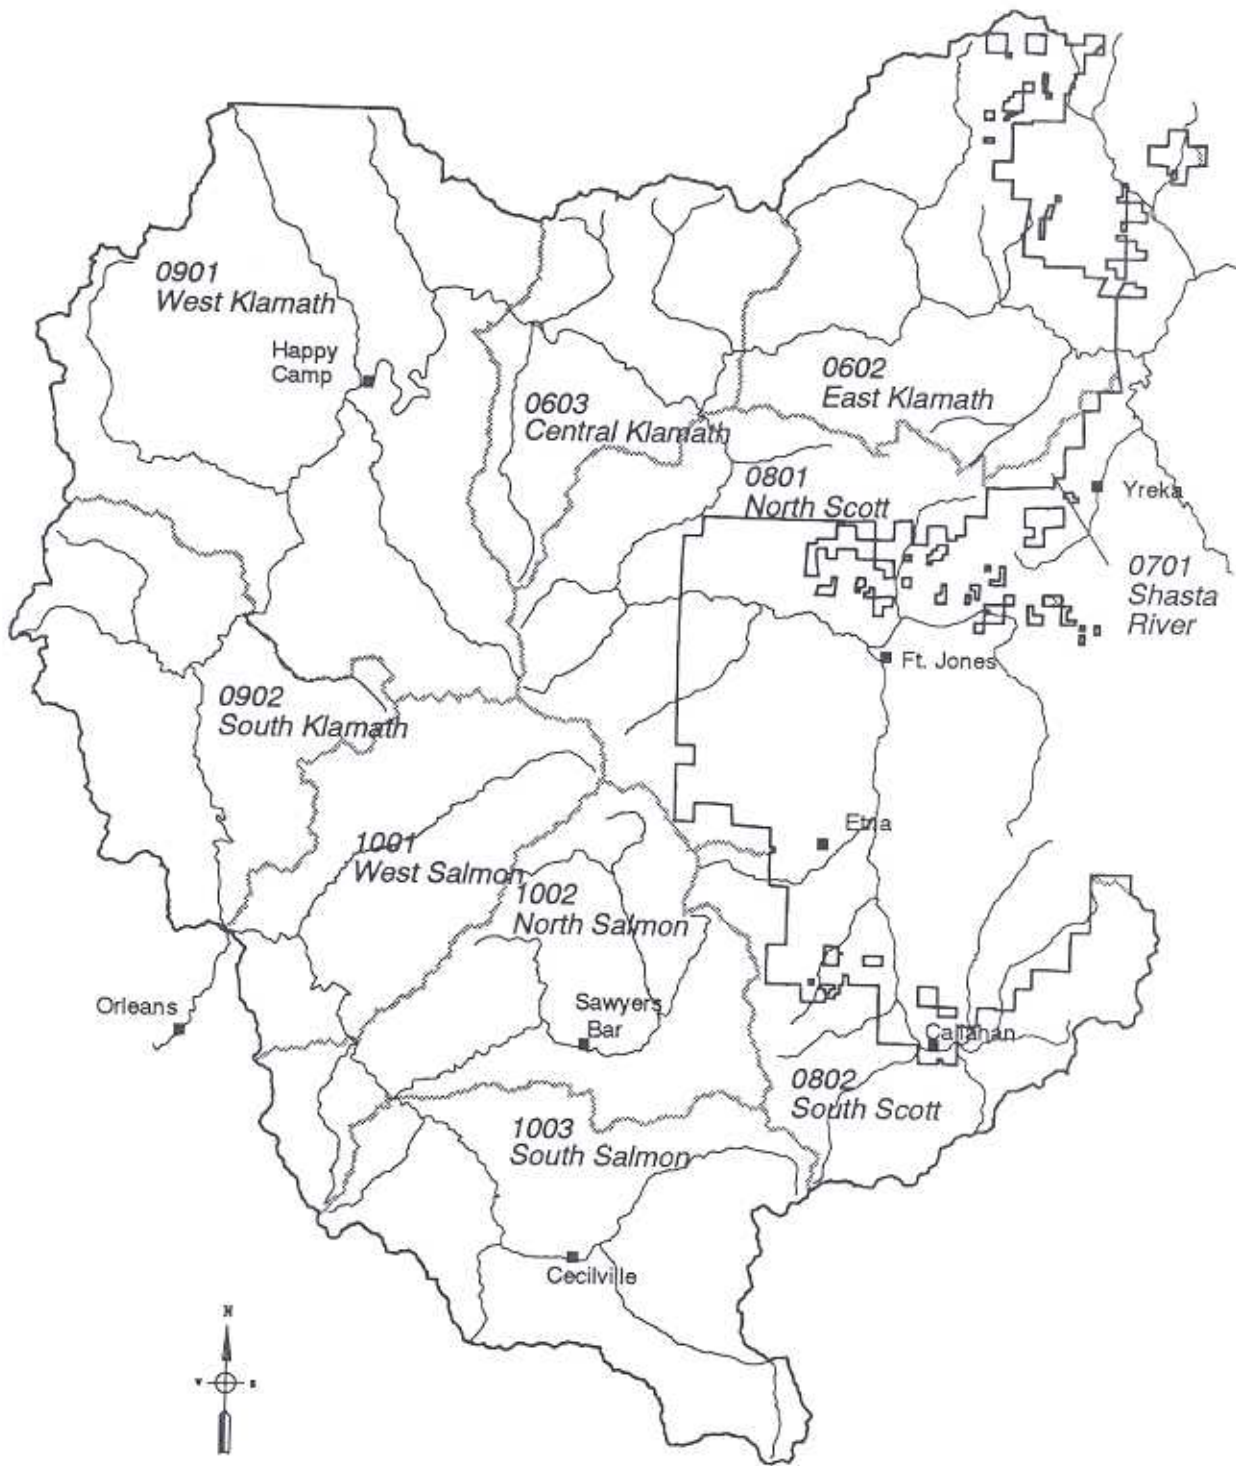 0901
West Klamath
Happy
Camp
0602
East Klamath
0603
Central Klamath
0801
North Scott
Yreka
0701
Shasta
River
Ft. Jones
0902
South Klamath
Etna
1001
West Salmon
1002
North Salmon
Orleans
Sawyers
Bar
Callahan
0802
South Scott
1003
South Salmon
Cecilville
N